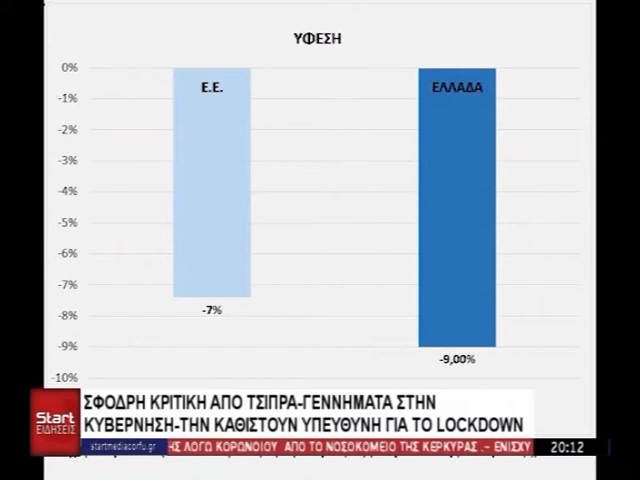 ΥΦΕΣΗ
0%
-1%
-2%
-3%
-4%
-5%
-6%
-7%
-8%
-9%
-10%
Ε.Ε.
ΕΛΛΑΔΑ
-7%
-9,00%
Start
ΕΙΔΗΣΕΙΣ
ΣΦΟΔΡΗ ΚΡΙΤΙΚΗ ΑΠΟ ΤΣΙΠΡΑ-ΓΕΝΝΗΜΑΤΑ ΣΤΗΝ
ΚΥΒΕΡΝΗΣΗ-ΤΗΝ ΚΑΘΙΣΤΟΥΝ ΥΠΕΥΘΥΝΗ ΓΙΑ ΤΟ LOCKDOWN
startmediacorfu.gr
ΗΣ ΛΟΓΩ ΚΟΡΩΝΟΙΟΥ ΑΠΟ ΤΟ ΝΟΣΟΚΟΜΕΙΟ ΤΗΣ ΚΕΡΚΥΡΑΣ .- ΕΝΙΣΧΥ
20:12